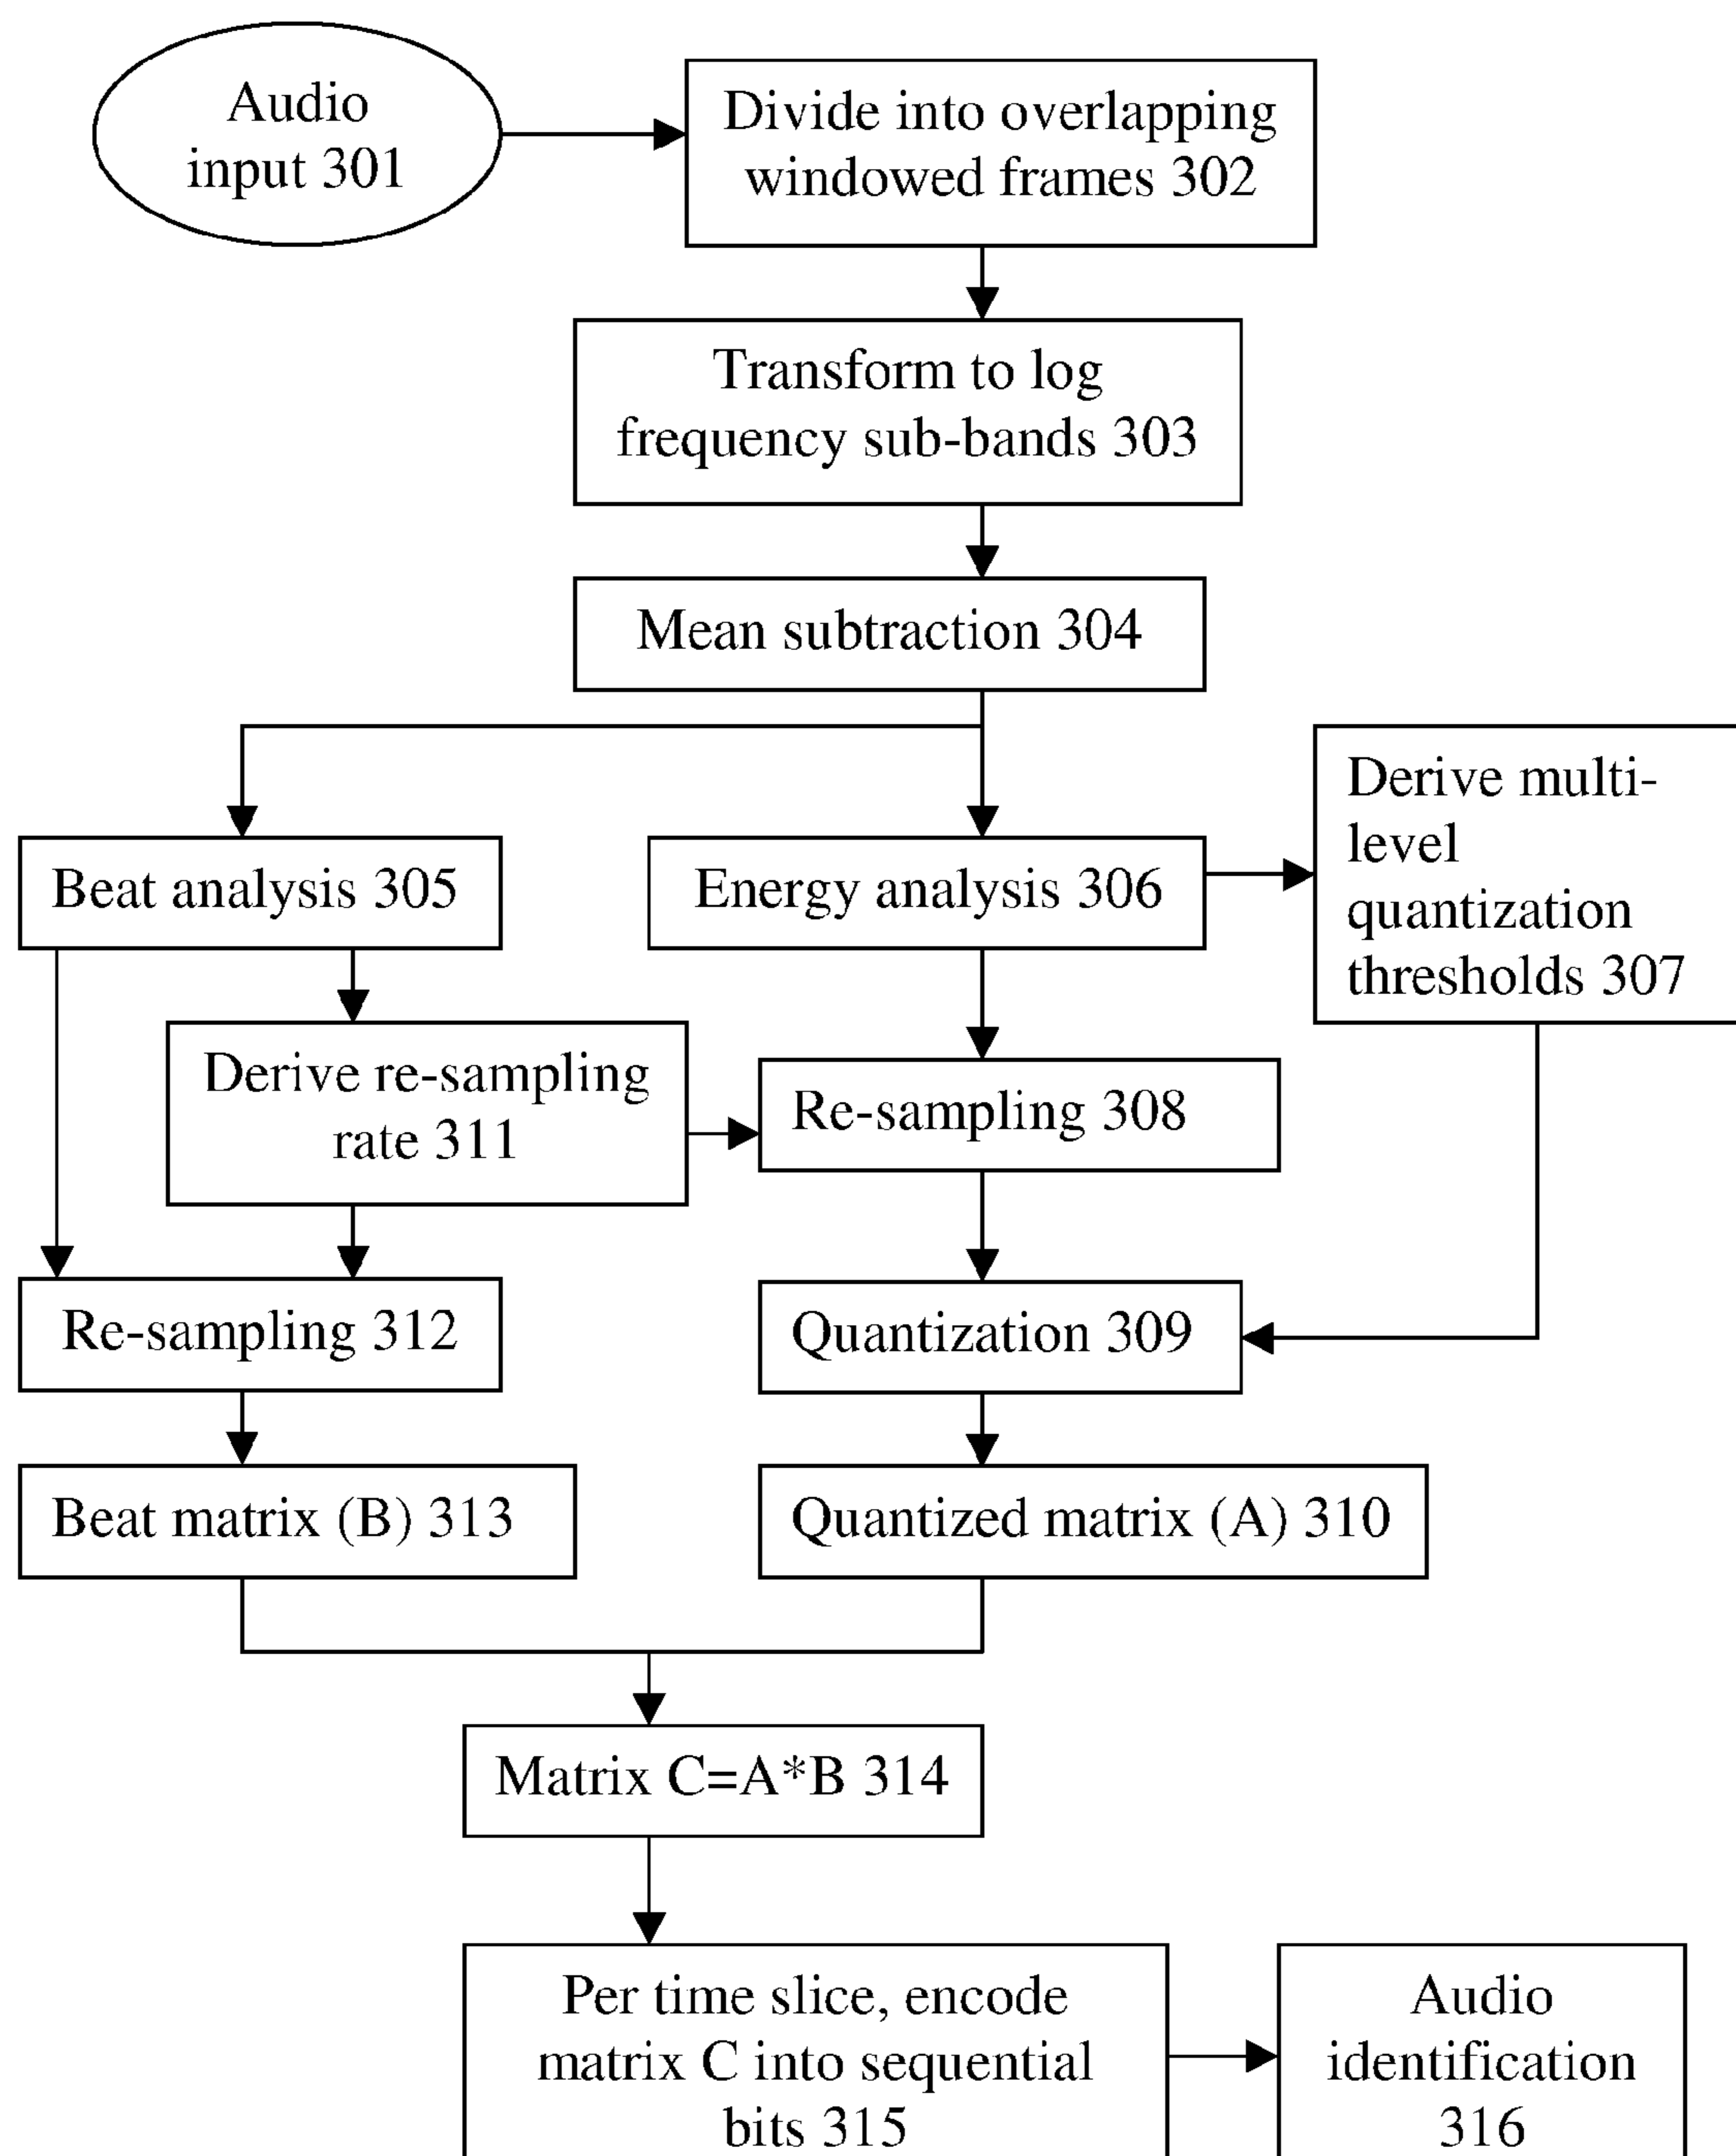 Audio
input 301
Divide into overlapping
windowed frames 302
Transform to log
frequency sub-bands 303
Mean subtraction 304
Beat analysis 305
Energy analysis 306
Derive multi-
level
quantization
thresholds 307
Derive re-sampling
rate 311
Re-sampling 308
Re-sampling 312
Quantization 309
Beat matrix (B) 313
Quantized matrix (A) 310
Matrix C=A*B 314
Per time slice, encode
matrix C into sequential
bits 315
Audio
identification
316